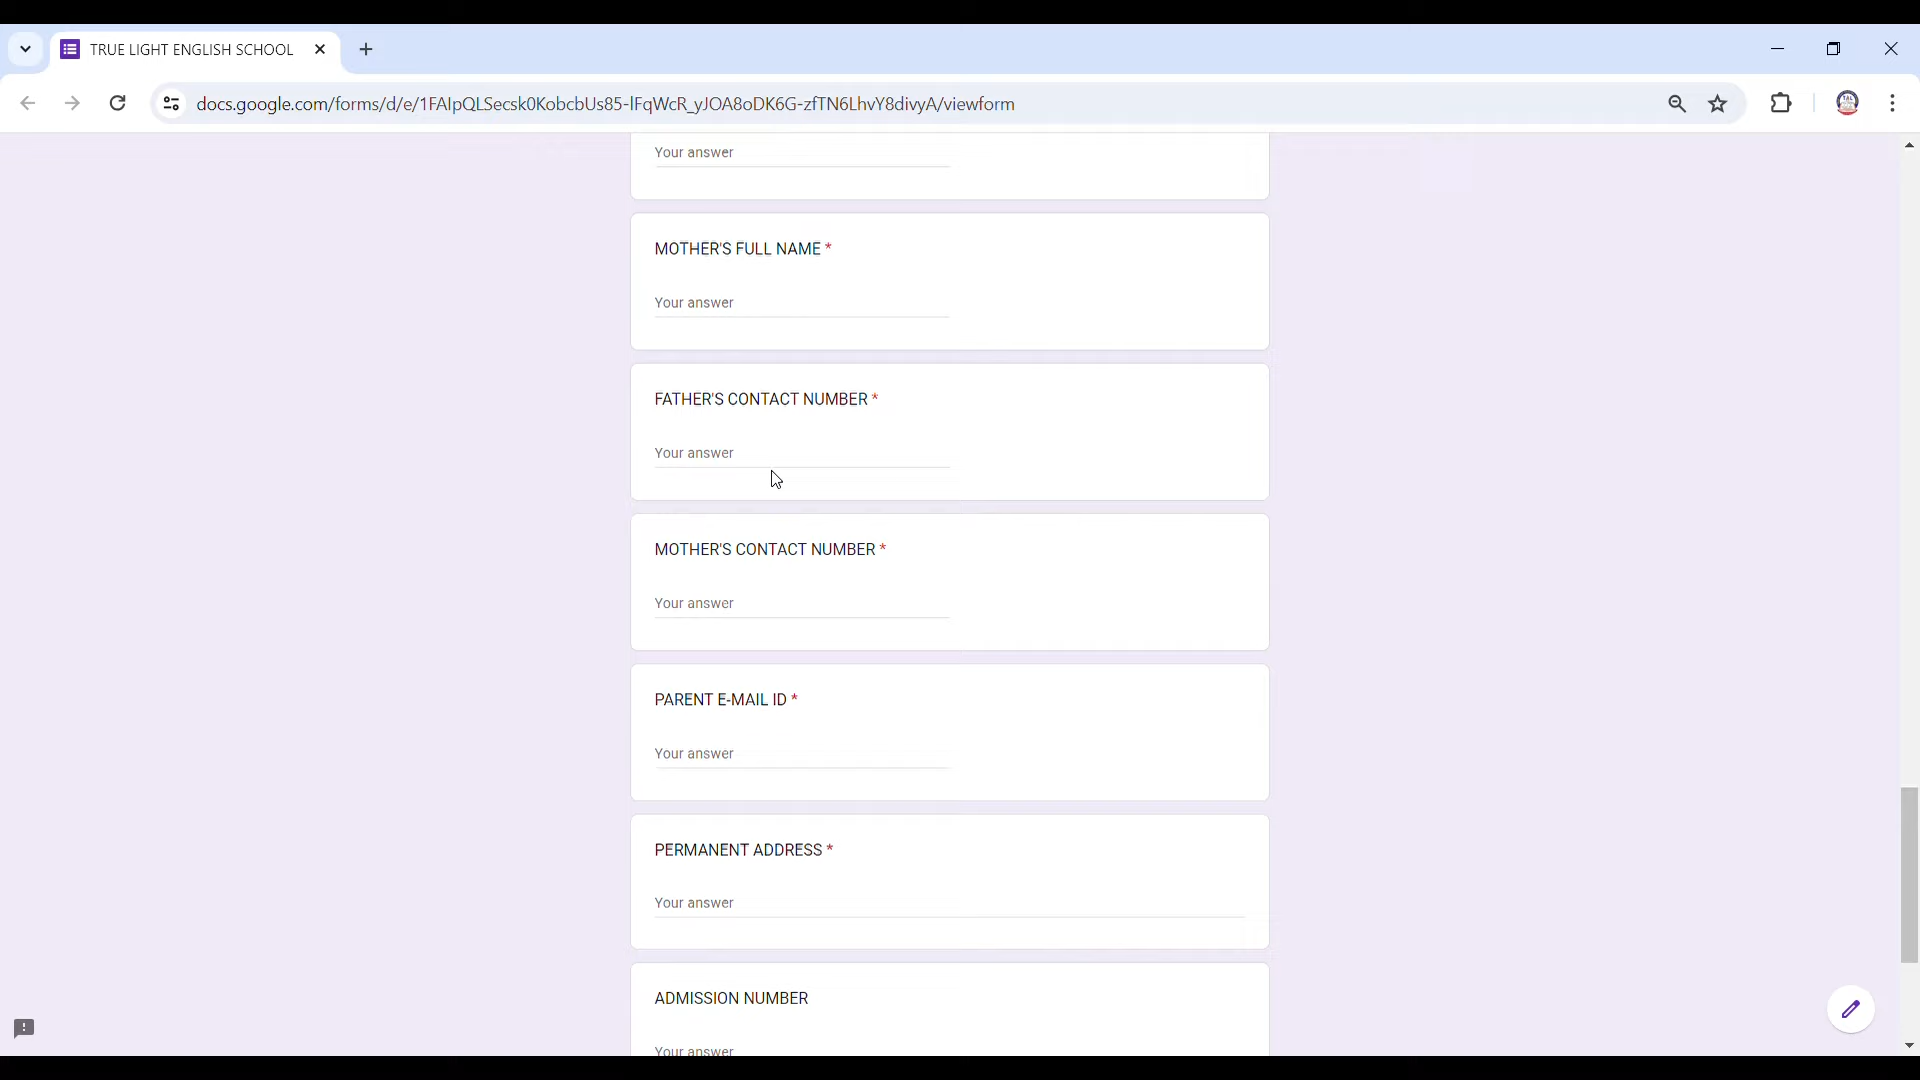 TRUE LIGHT ENGLISH SCHOOL
docs.google.com/forms/d/e/1FAIpQLSecsk0KobcbUs85-lFqWcR_yJOA8oDK6G-zfTN6LhvY8divyA/viewform
Your answer
MOTHER'S FULL NAME *
Your answer
FATHER'S CONTACT NUMBER *
Your answer
MOTHER'S CONTACT NUMBER *
Your answer
PARENT E-MAIL ID *
Your answer
PERMANENT ADDRESS *
Your answer
ADMISSION NUMBER
Your answer